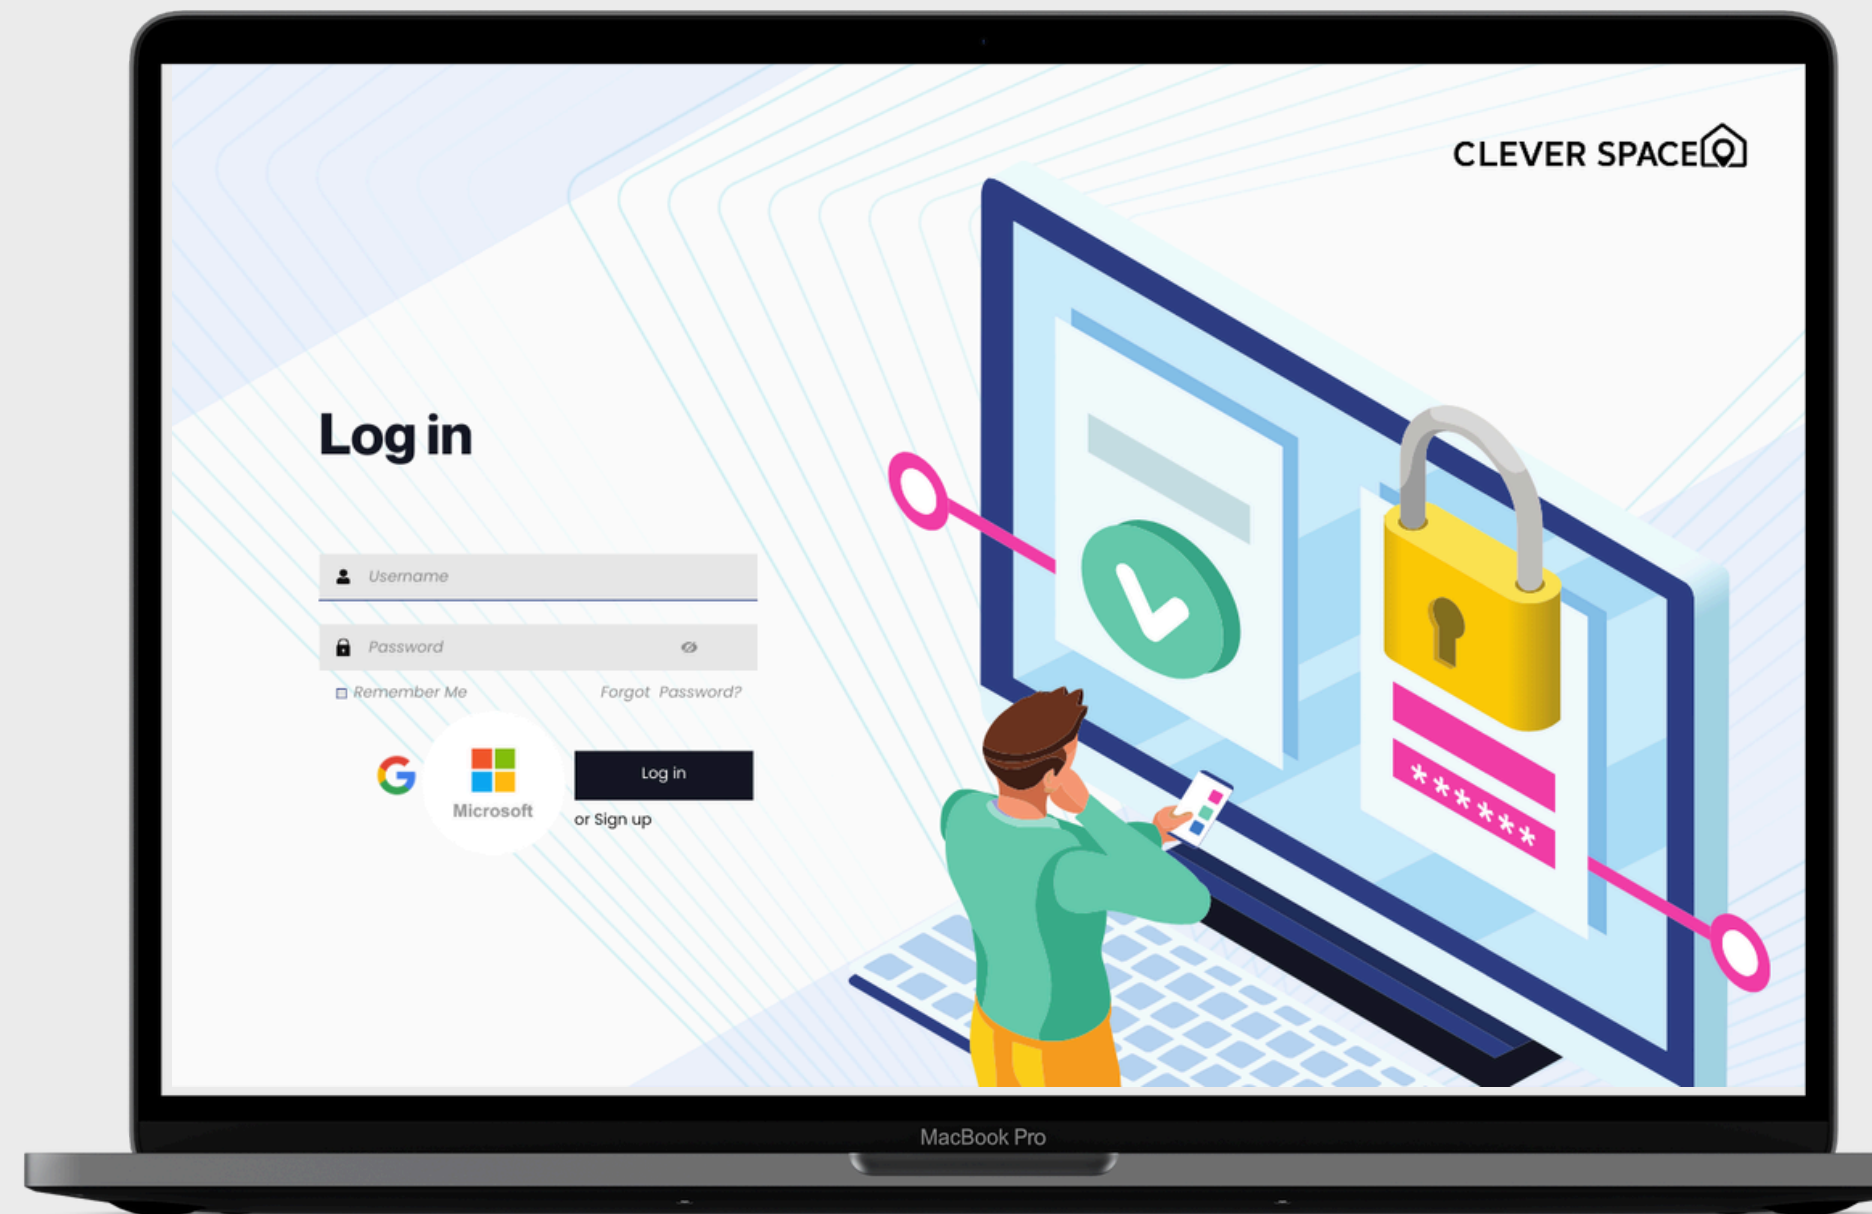 CLEVER SPACE
Log in
Username
Password
Remember Me
Forgot Password?
Microsoft
Log in
or Sign up
******
MacBook Pro